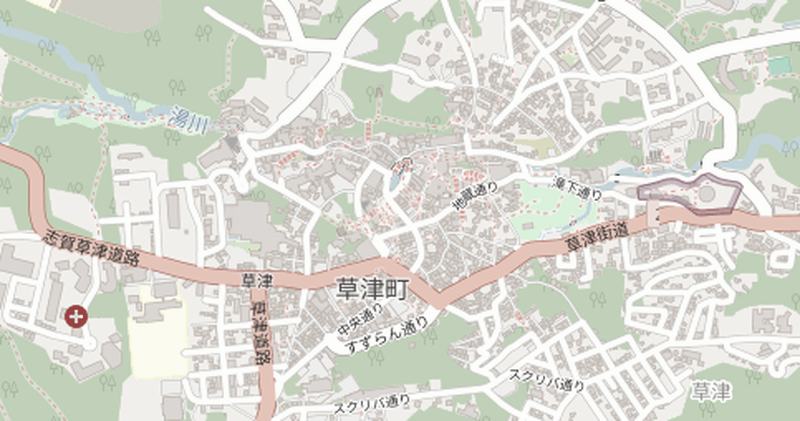 湯川
地蔵通り
滝下通り
志賀草津道路
草津街道
草津
草津町
草津道路
中央通り
すずらん通り
スクリバ通り
草津
スクリバ通り